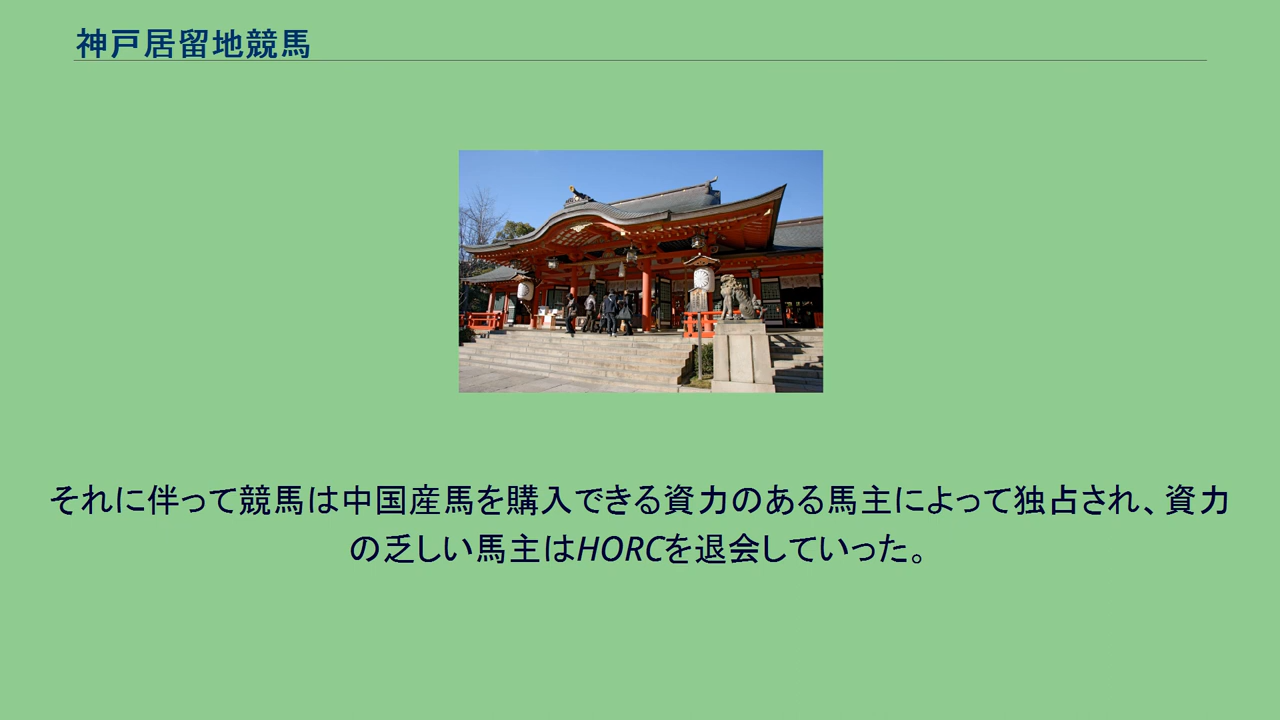 神戸居留地競馬
それに伴って競馬は中国産馬を購入できる資力のある馬主によって独占され、資力
の乏しい馬主はHORCを退会していった。